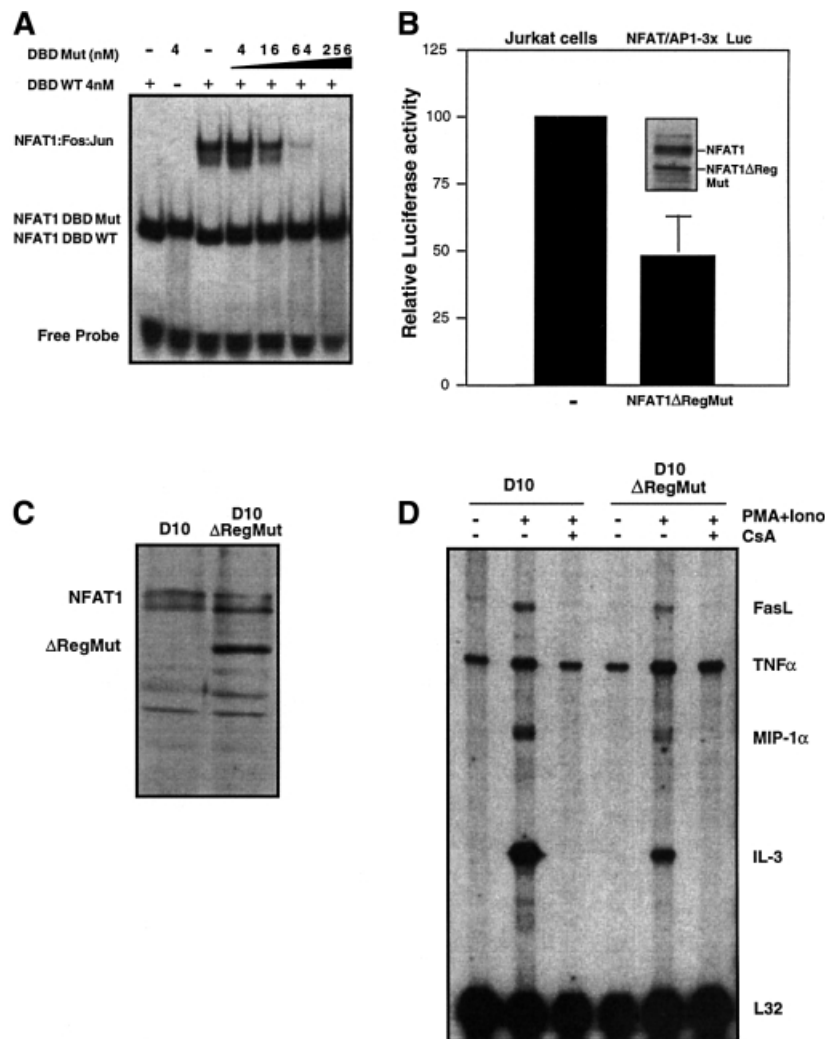 A
DBD Mut (nM) - 4 - 4 16 64 256
DBD WT 4nM + - + + + + +
NFAT1:Fos:Jun
NFAT1 DBD Mut
NFAT1 DBD WT
Free Probe
B
Jurkat cells NFAT/AP1-3x Luc
Relative Luciferase activity
125
100
75
50
25
0
NFAT1
NFAT1ΔReg
Mut
- NFAT1ΔRegMut
C
D10 D10
ΔRegMut
NFAT1
ΔRegMut
D
D10 D10
ΔRegMut
- + + - + + PMA+Iono
- - + - - + CsA
FasL
TNFα
MIP-1α
IL-3
L32